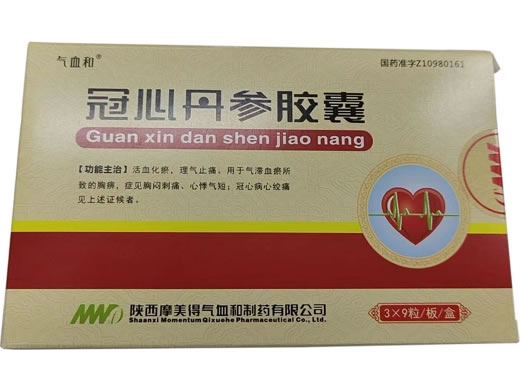 气血和®
国药准字Z10980161
冠心丹参胶囊
Guan xin dan shen jiao nang
【功能主治】活血化瘀，理气止痛，用于气滞血瘀所
致的胸痹，症见胸闷刺痛，心悸气短；冠心病心绞痛
见上述证候者。
陕西摩美得气血和制药有限公司
Shaanxi Momentum Qixuehe Pharmaceutical Co., Ltd.
3×9粒/板/盒